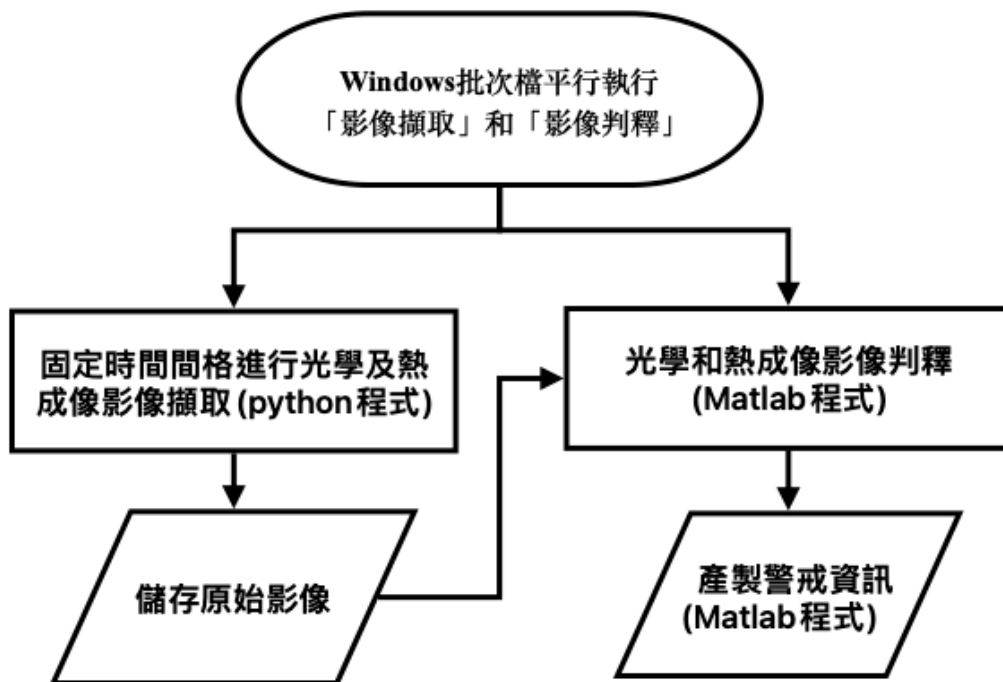 Windows批次檔平行執行
「影像擷取」和「影像判釋」
固定時間間格進行光學及熱
成像影像擷取(python程式)
光學和熱成像影像判釋
(Matlab程式)
儲存原始影像
產製警戒資訊
(Matlab程式)